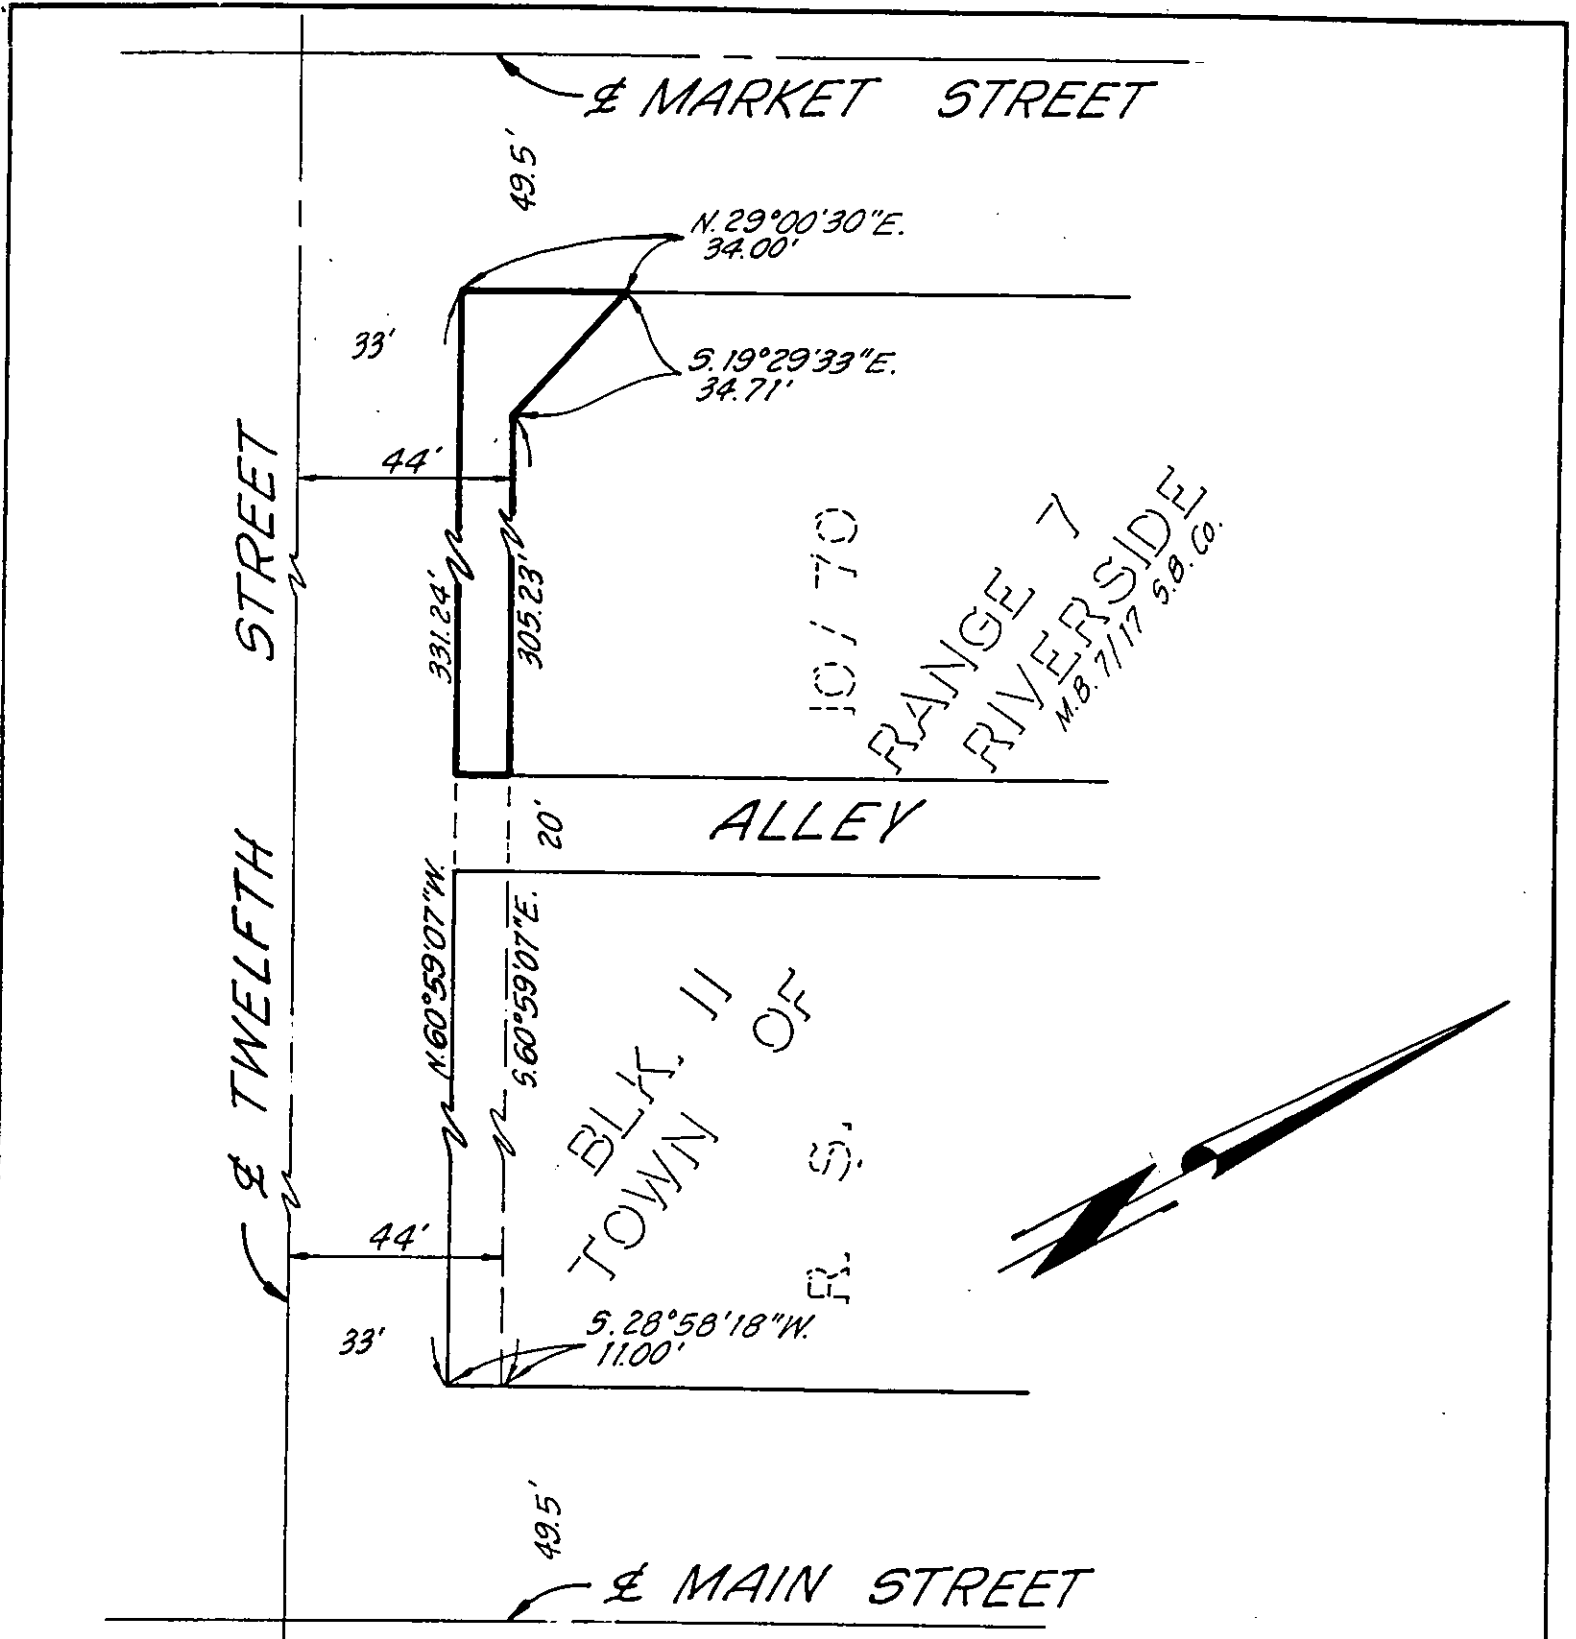 ℄ MARKET STREET
49.5'
N. 29°00'30"E.
34.00'
33'
S. 19°29'33"E.
34.71'
44'
331.24'
305.23'
10/70
RANGE 7
RIVERSIDE
M.B. 7/17 S.B. Co.
20'
ALLEY
℄ TWELFTH STREET
N.60°59'07"W.
S.60°59'07"E.
BLK. 11
TOWN OF
R. S.
44'
33'
S. 28°58'18"W.
11.00'
49.5'
℄ MAIN STREET